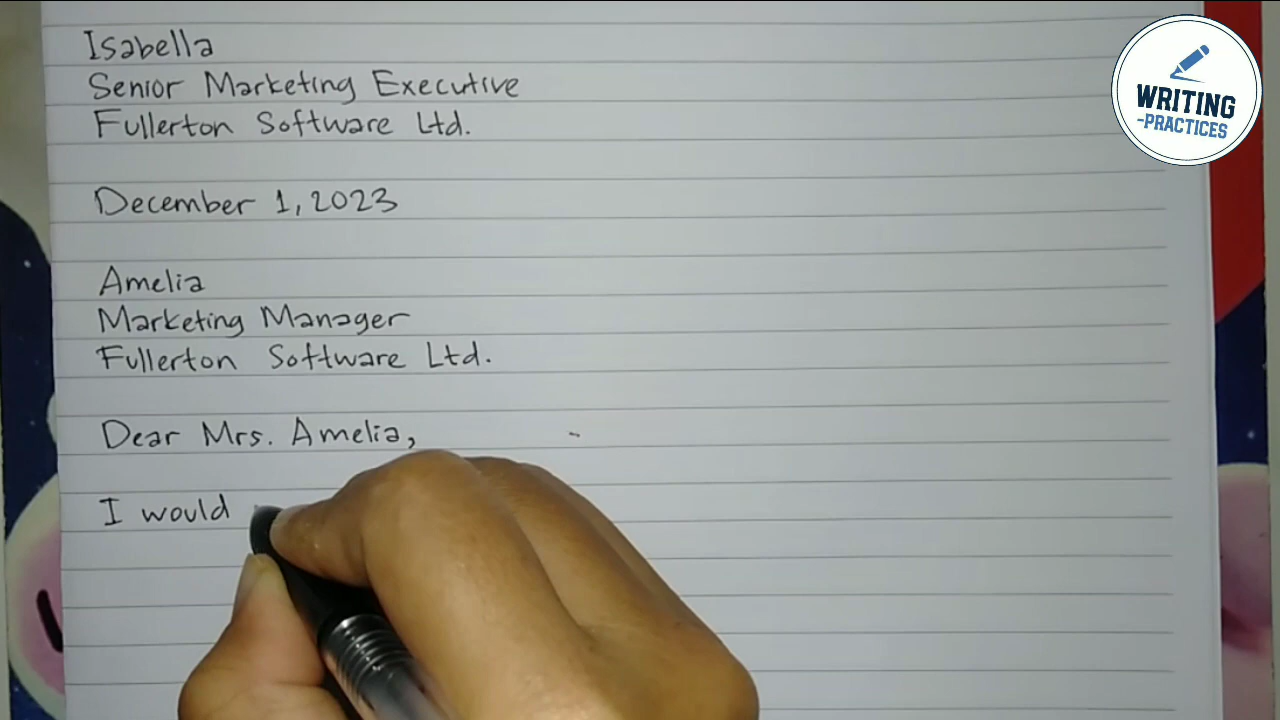 Isabella
Senior Marketing Executive
Fullerton Software Ltd.
December 1, 2023
Amelia
Marketing Manager
Fullerton Software Ltd.
Dear Mrs. Amelia,
I would
WRITING
-PRACTICES